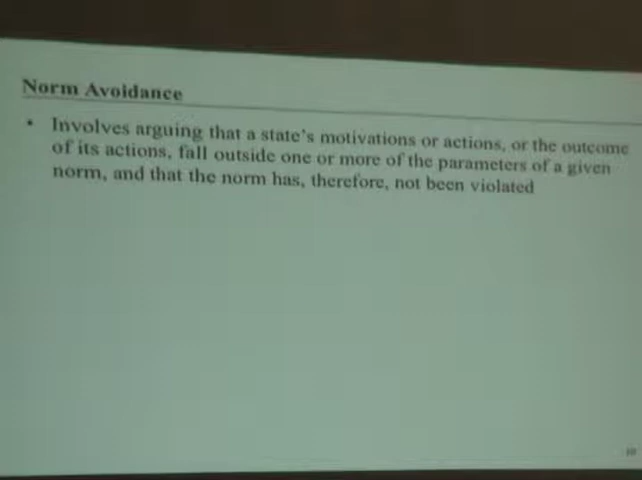 Norm Avoidance
• Involves arguing that a state's motivations or actions, or the outcome
of its actions, fall outside one or more of the parameters of a given
norm, and that the norm has, therefore, not been violated